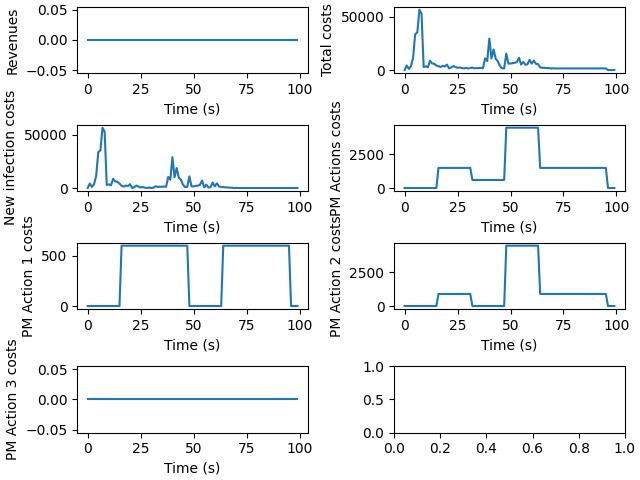 Revenues
0.05
0.00
−0.05
0 25 50 75 100
Time (s)
Total costs
50000
0
0 25 50 75 100
Time (s)
New infection costs
50000
0
0 25 50 75 100
Time (s)
PM Actions costs
2500
0
0 25 50 75 100
Time (s)
PM Action 1 costs
500
0
0 25 50 75 100
Time (s)
PM Action 2 costs
2500
0
0 25 50 75 100
Time (s)
PM Action 3 costs
0.05
0.00
−0.05
0 25 50 75 100
Time (s)
1.0
0.5
0.0
0.0 0.2 0.4 0.6 0.8 1.0